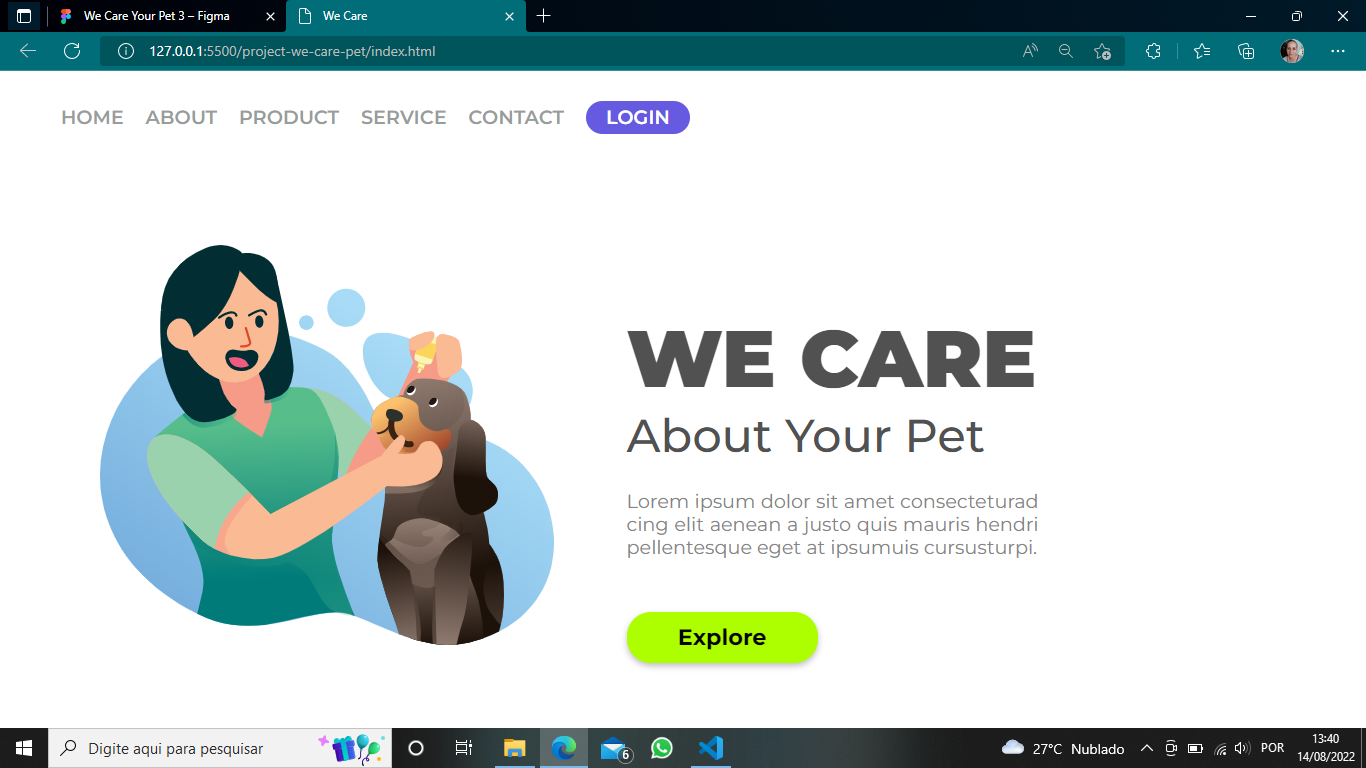 We Care Your Pet 3 – Figma
We Care
127.0.0.1:5500/project-we-care-pet/index.html
HOME ABOUT PRODUCT SERVICE CONTACT LOGIN
WE CARE
About Your Pet
Lorem ipsum dolor sit amet consecteturad
cing elit aenean a justo quis mauris hendri
pellentesque eget at ipsumuis cursusturpi.
Explore
Digite aqui para pesquisar
6
27°C Nublado
POR
13:40
14/08/2022